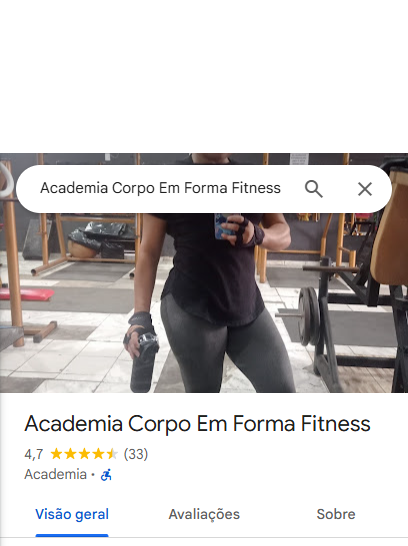 Academia Corpo Em Forma Fitness
Academia Corpo Em Forma Fitness
4,7 (33)
Academia ·
Visão geral Avaliações Sobre